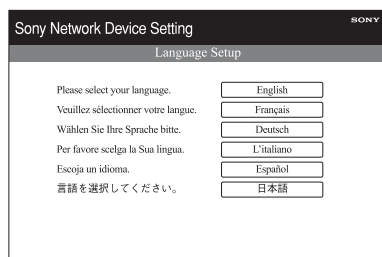 Sony Network Device Setting
SONY
Language Setup
Please select your language. English
Veuillez sélectionner votre langue. Français
Wählen Sie Ihre Sprache bitte. Deutsch
Per favore scelga la Sua lingua. L'italiano
Escoja un idioma. Español
言語を選択してください。 日本語